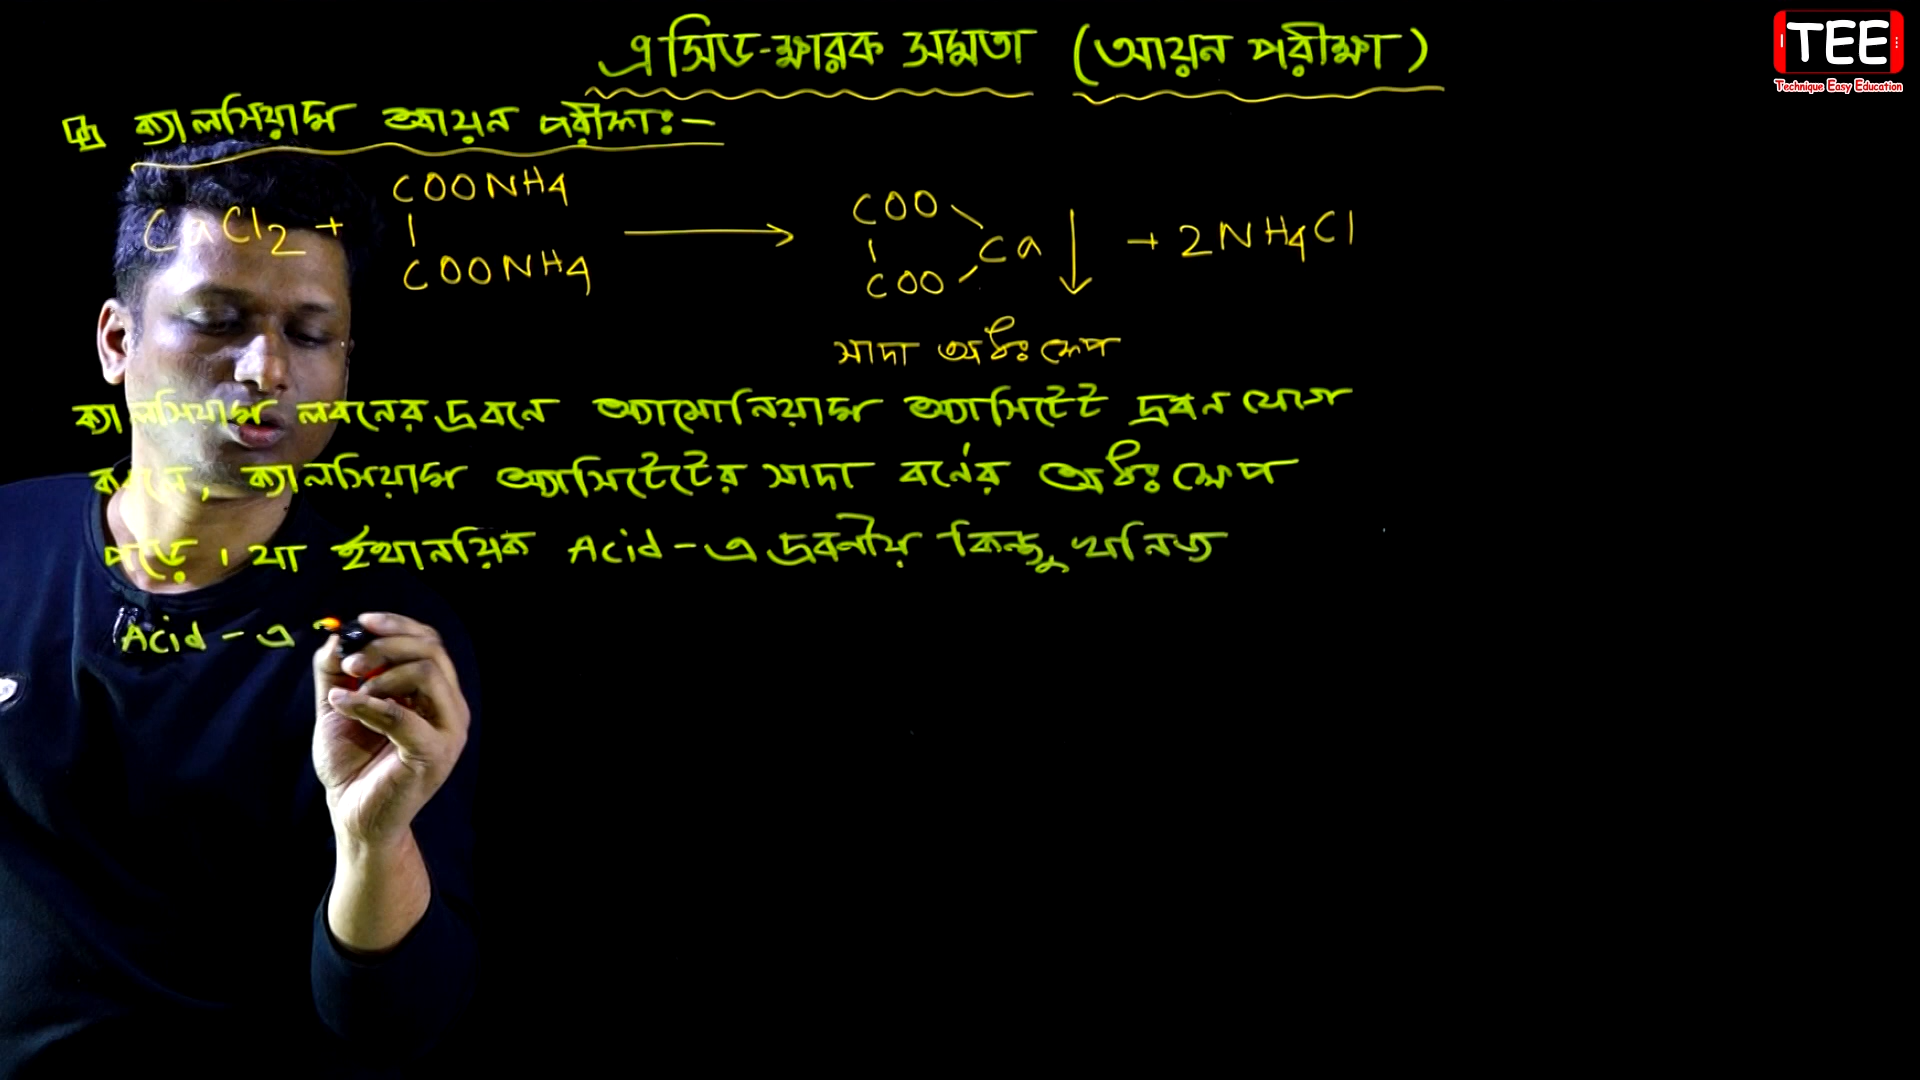 এসিড-ক্ষারক সমতা (আয়ন পরীক্ষা)
TEE
Technique Easy Education
ক্যালসিয়াম আয়ন পরীক্ষাঃ-
COONH4
CaCl2 + | ⟶
COONH4
COO
| Ca ↓ + 2NH4Cl
COO
সাদা অধঃক্ষেপ
ক্যালসিয়াম লবনের দ্রবনে অ্যামোনিয়াম অ্যাসিটেট দ্রবন যোগ
করলে, ক্যালসিয়াম অ্যাসিটেটের সাদা বর্নের অধঃক্ষেপ
পড়ে। যা ইথানয়িক Acid-এ দ্রবনীয় কিন্তু খনিজ
Acid-এ